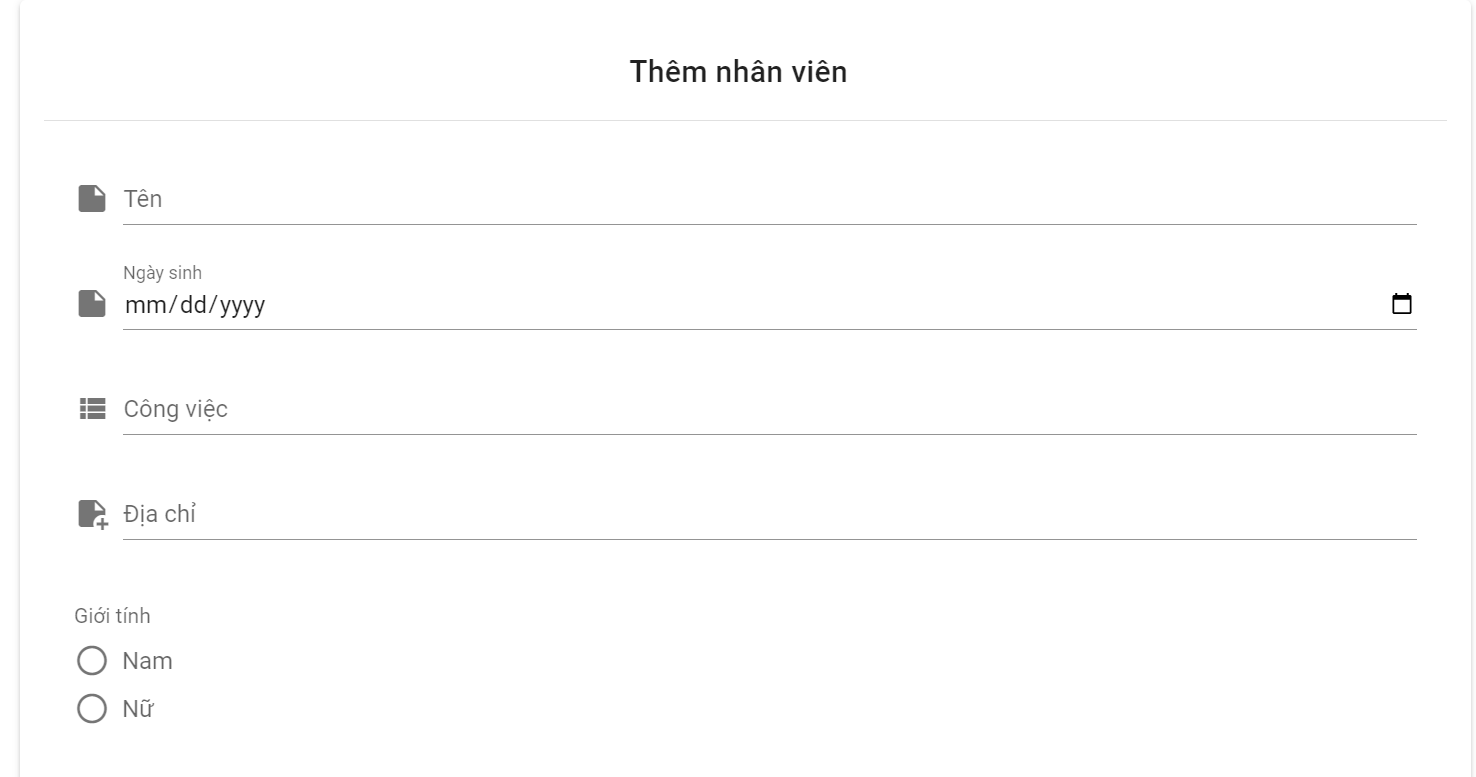 Thêm nhân viên
Tên
Ngày sinh
mm/dd/yyyy
Công việc
Địa chỉ
Giới tính
Nam
Nữ